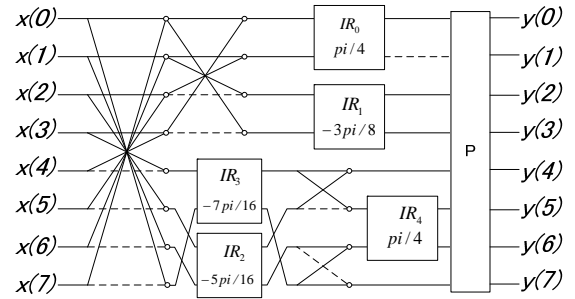 x(0)
x(1)
x(2)
x(3)
x(4)
x(5)
x(6)
x(7)
IR0
pi/4
IR1
-3pi/8
IR3
-7pi/16
IR2
-5pi/16
IR4
pi/4
P
y(0)
y(1)
y(2)
y(3)
y(4)
y(5)
y(6)
y(7)